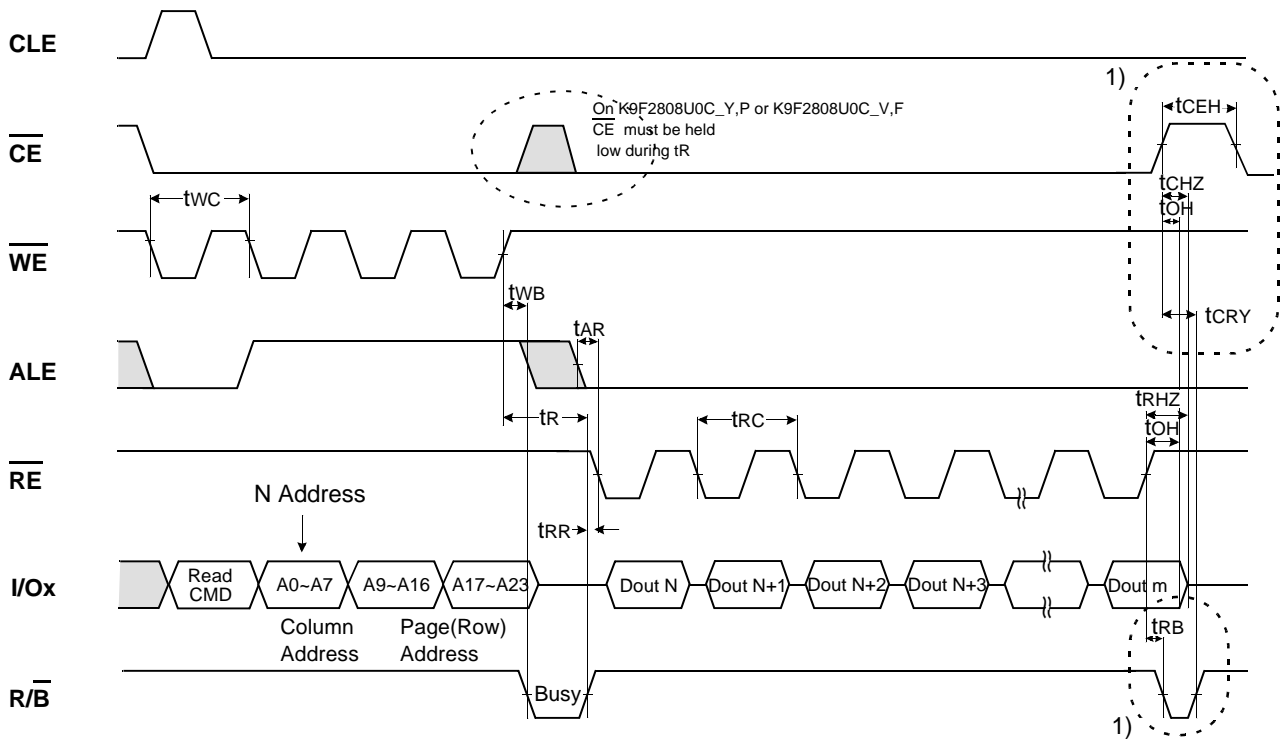 CLE
1)
On K9F2808U0C_Y,P or K9F2808U0C_V,F
CE must be held
low during tR
tCEH
CE
tCHZ
tOH
tWC
WE
tWB
tCRY
tAR
ALE
tR
tRC
tRHZ
tOH
RE
N Address
tRR
I/Ox
Read
CMD
A0~A7
A9~A16
A17~A23
Dout N
Dout N+1
Dout N+2
Dout N+3
Dout m
Column
Address
Page(Row)
Address
tRB
R/B
Busy
1)